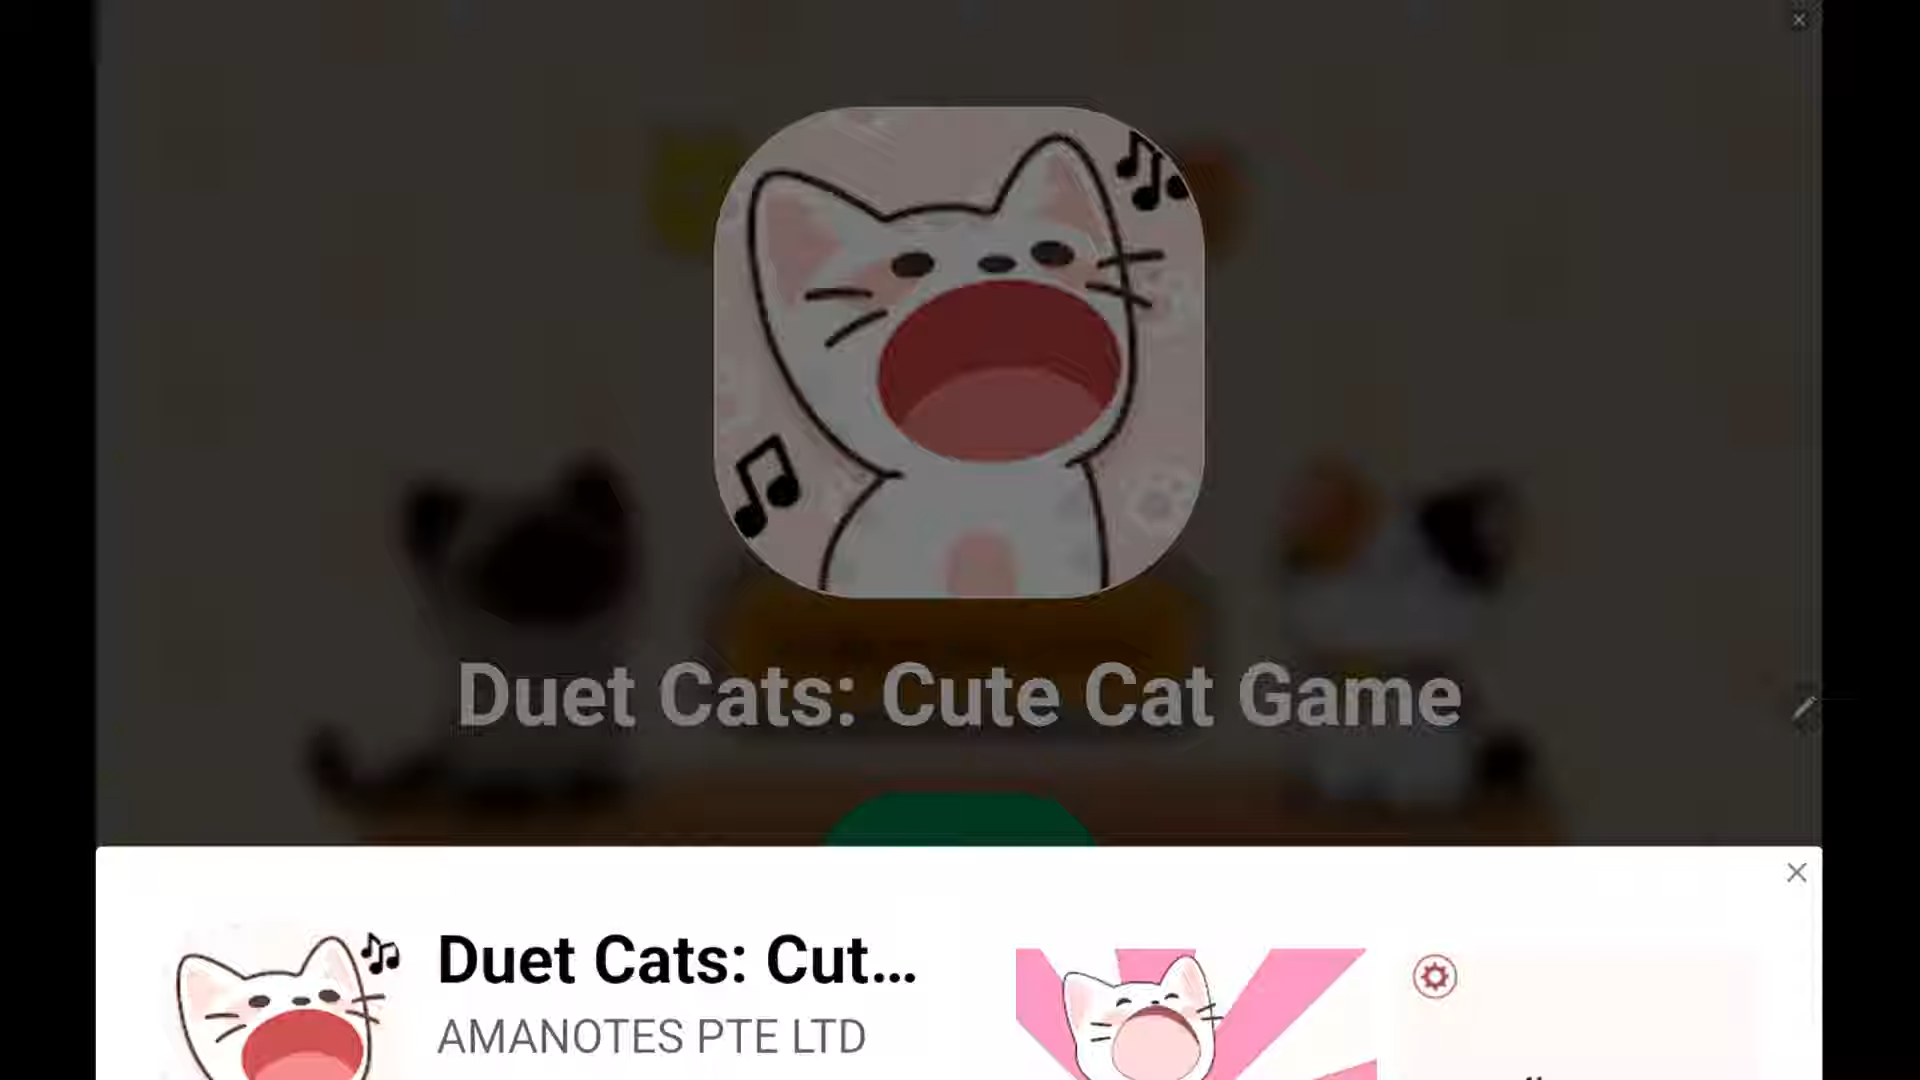 Duet Cats: Cute Cat Game
Duet Cats: Cut...
AMANOTES PTE LTD